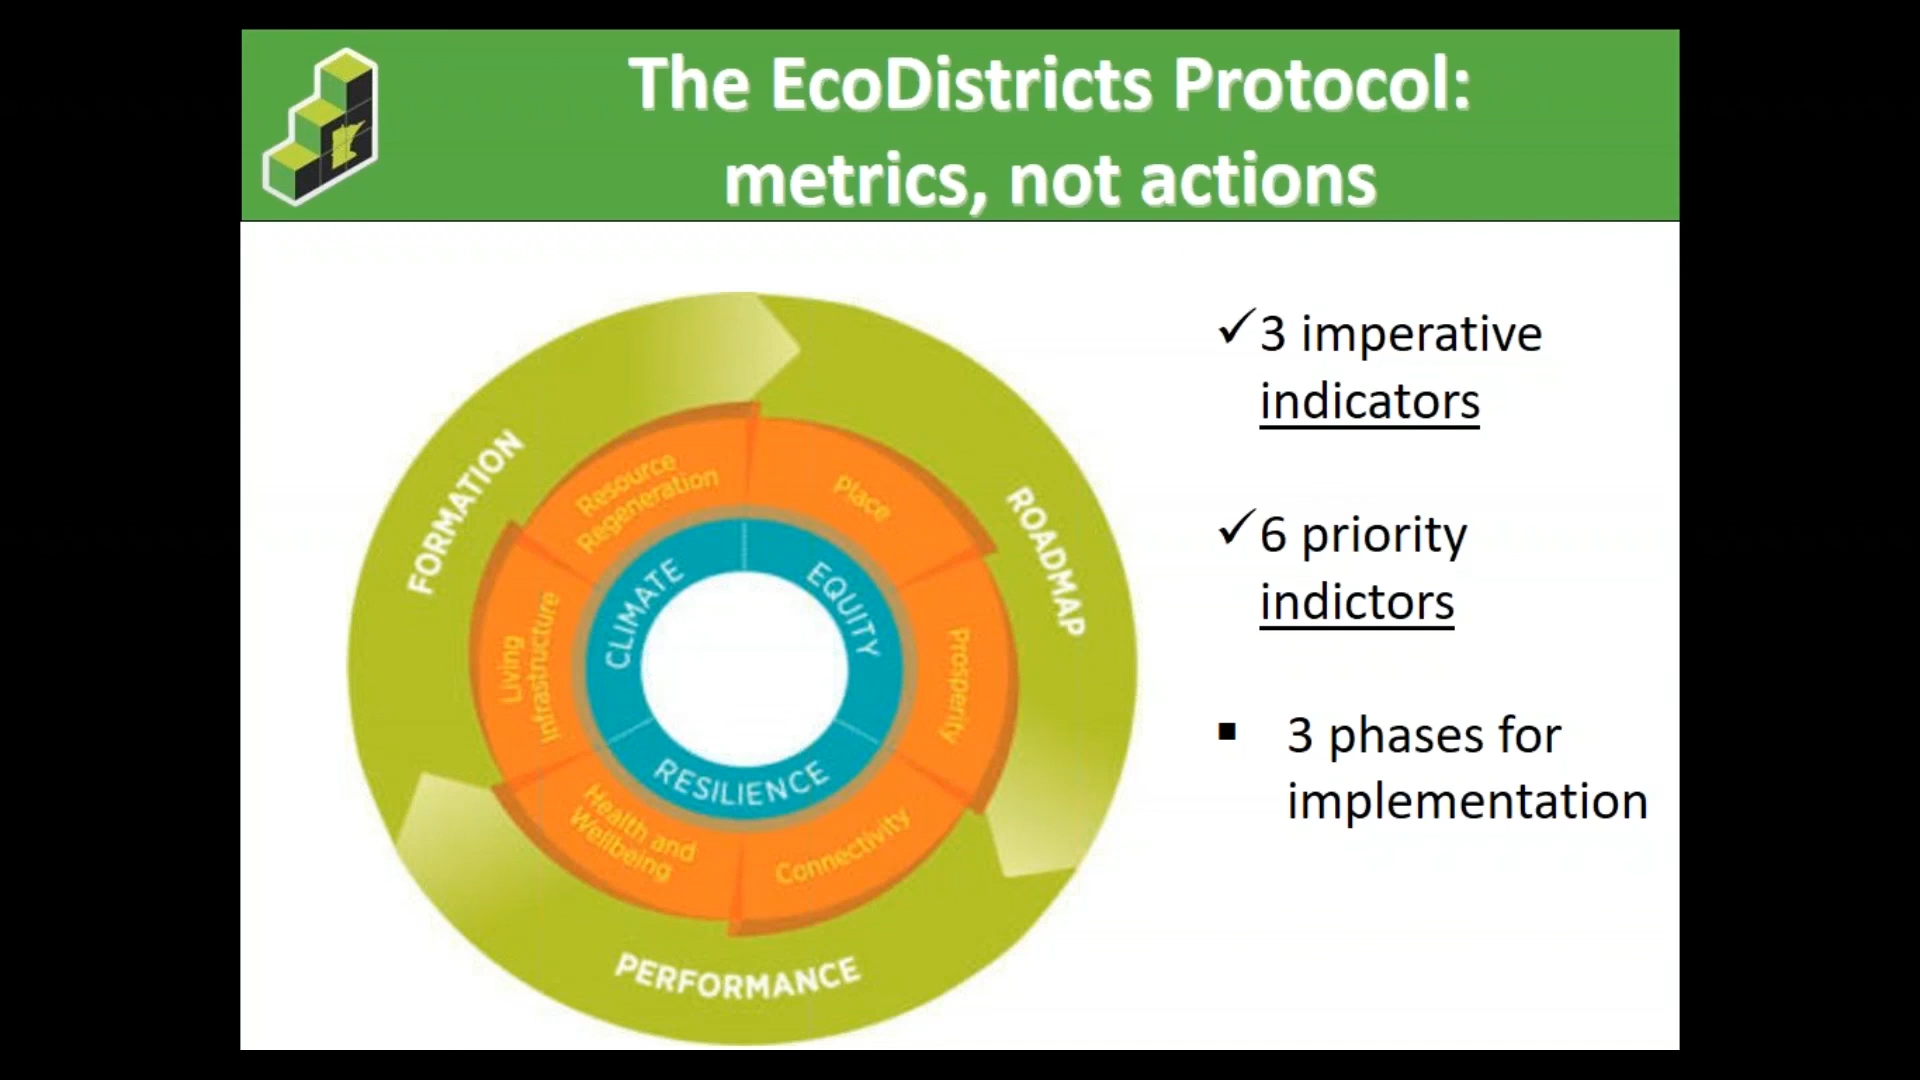 The EcoDistricts Protocol:
metrics, not actions
FORMATION
ROADMAP
PERFORMANCE
Resource
Regeneration
Place
Prosperity
Connectivity
Health and
Wellbeing
Living
Infrastructure
CLIMATE
EQUITY
RESILIENCE
✓3 imperative
indicators
✓6 priority
indictors
▪ 3 phases for
implementation